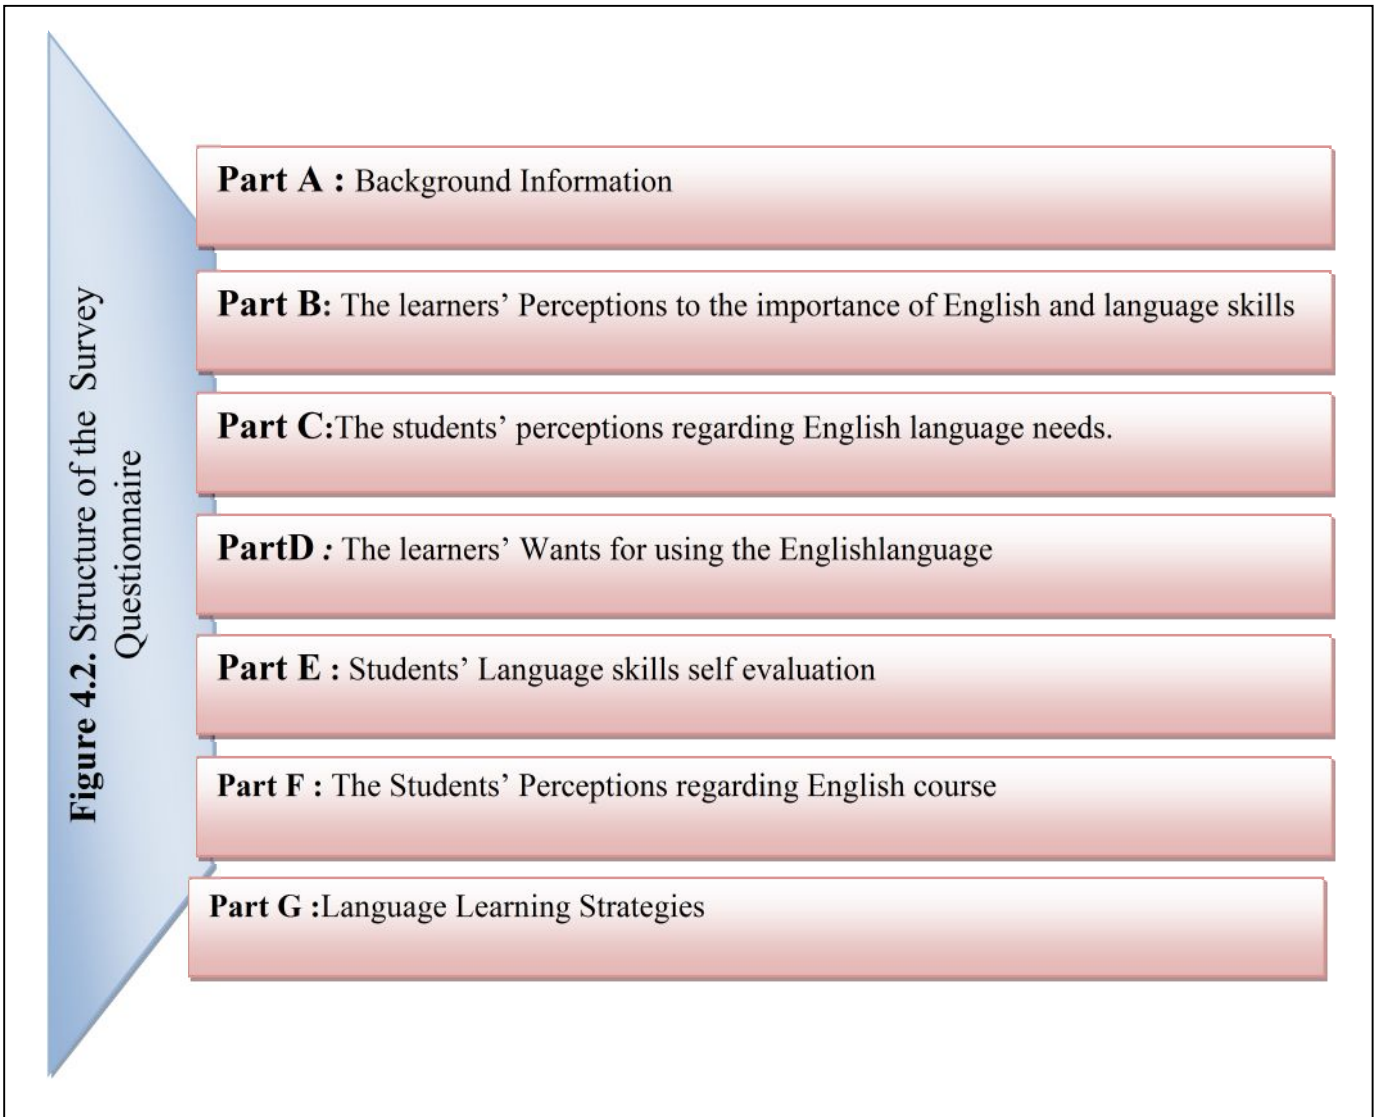 Figure 4.2. Structure of the Survey
Questionnaire
Part A : Background Information
Part B: The learners’ Perceptions to the importance of English and language skills
Part C:The students’ perceptions regarding English language needs.
PartD : The learners’ Wants for using the Englishlanguage
Part E : Students’ Language skills self evaluation
Part F : The Students’ Perceptions regarding English course
Part G :Language Learning Strategies